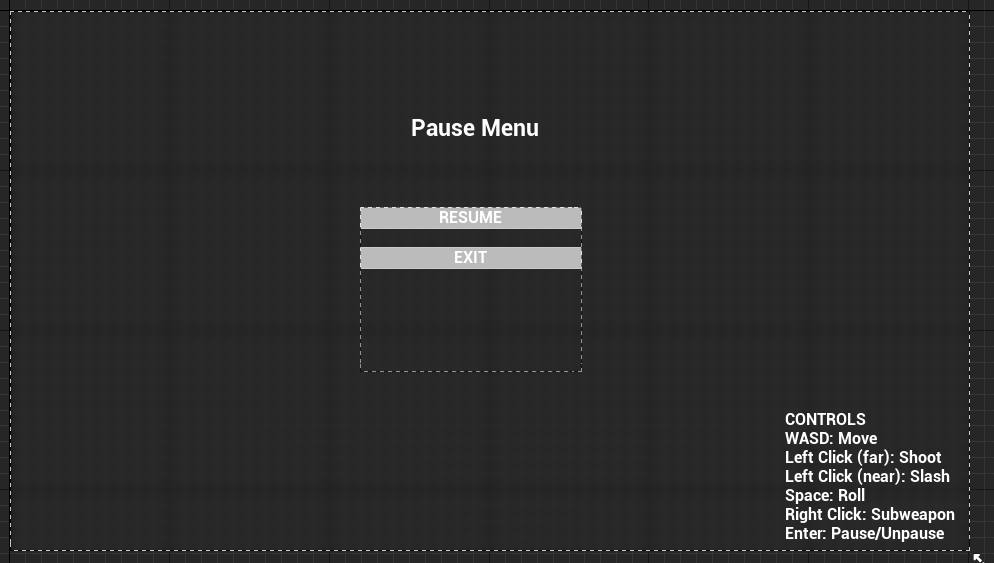 Pause Menu
RESUME
EXIT
CONTROLS
WASD: Move
Left Click (far): Shoot
Left Click (near): Slash
Space: Roll
Right Click: Subweapon
Enter: Pause/Unpause